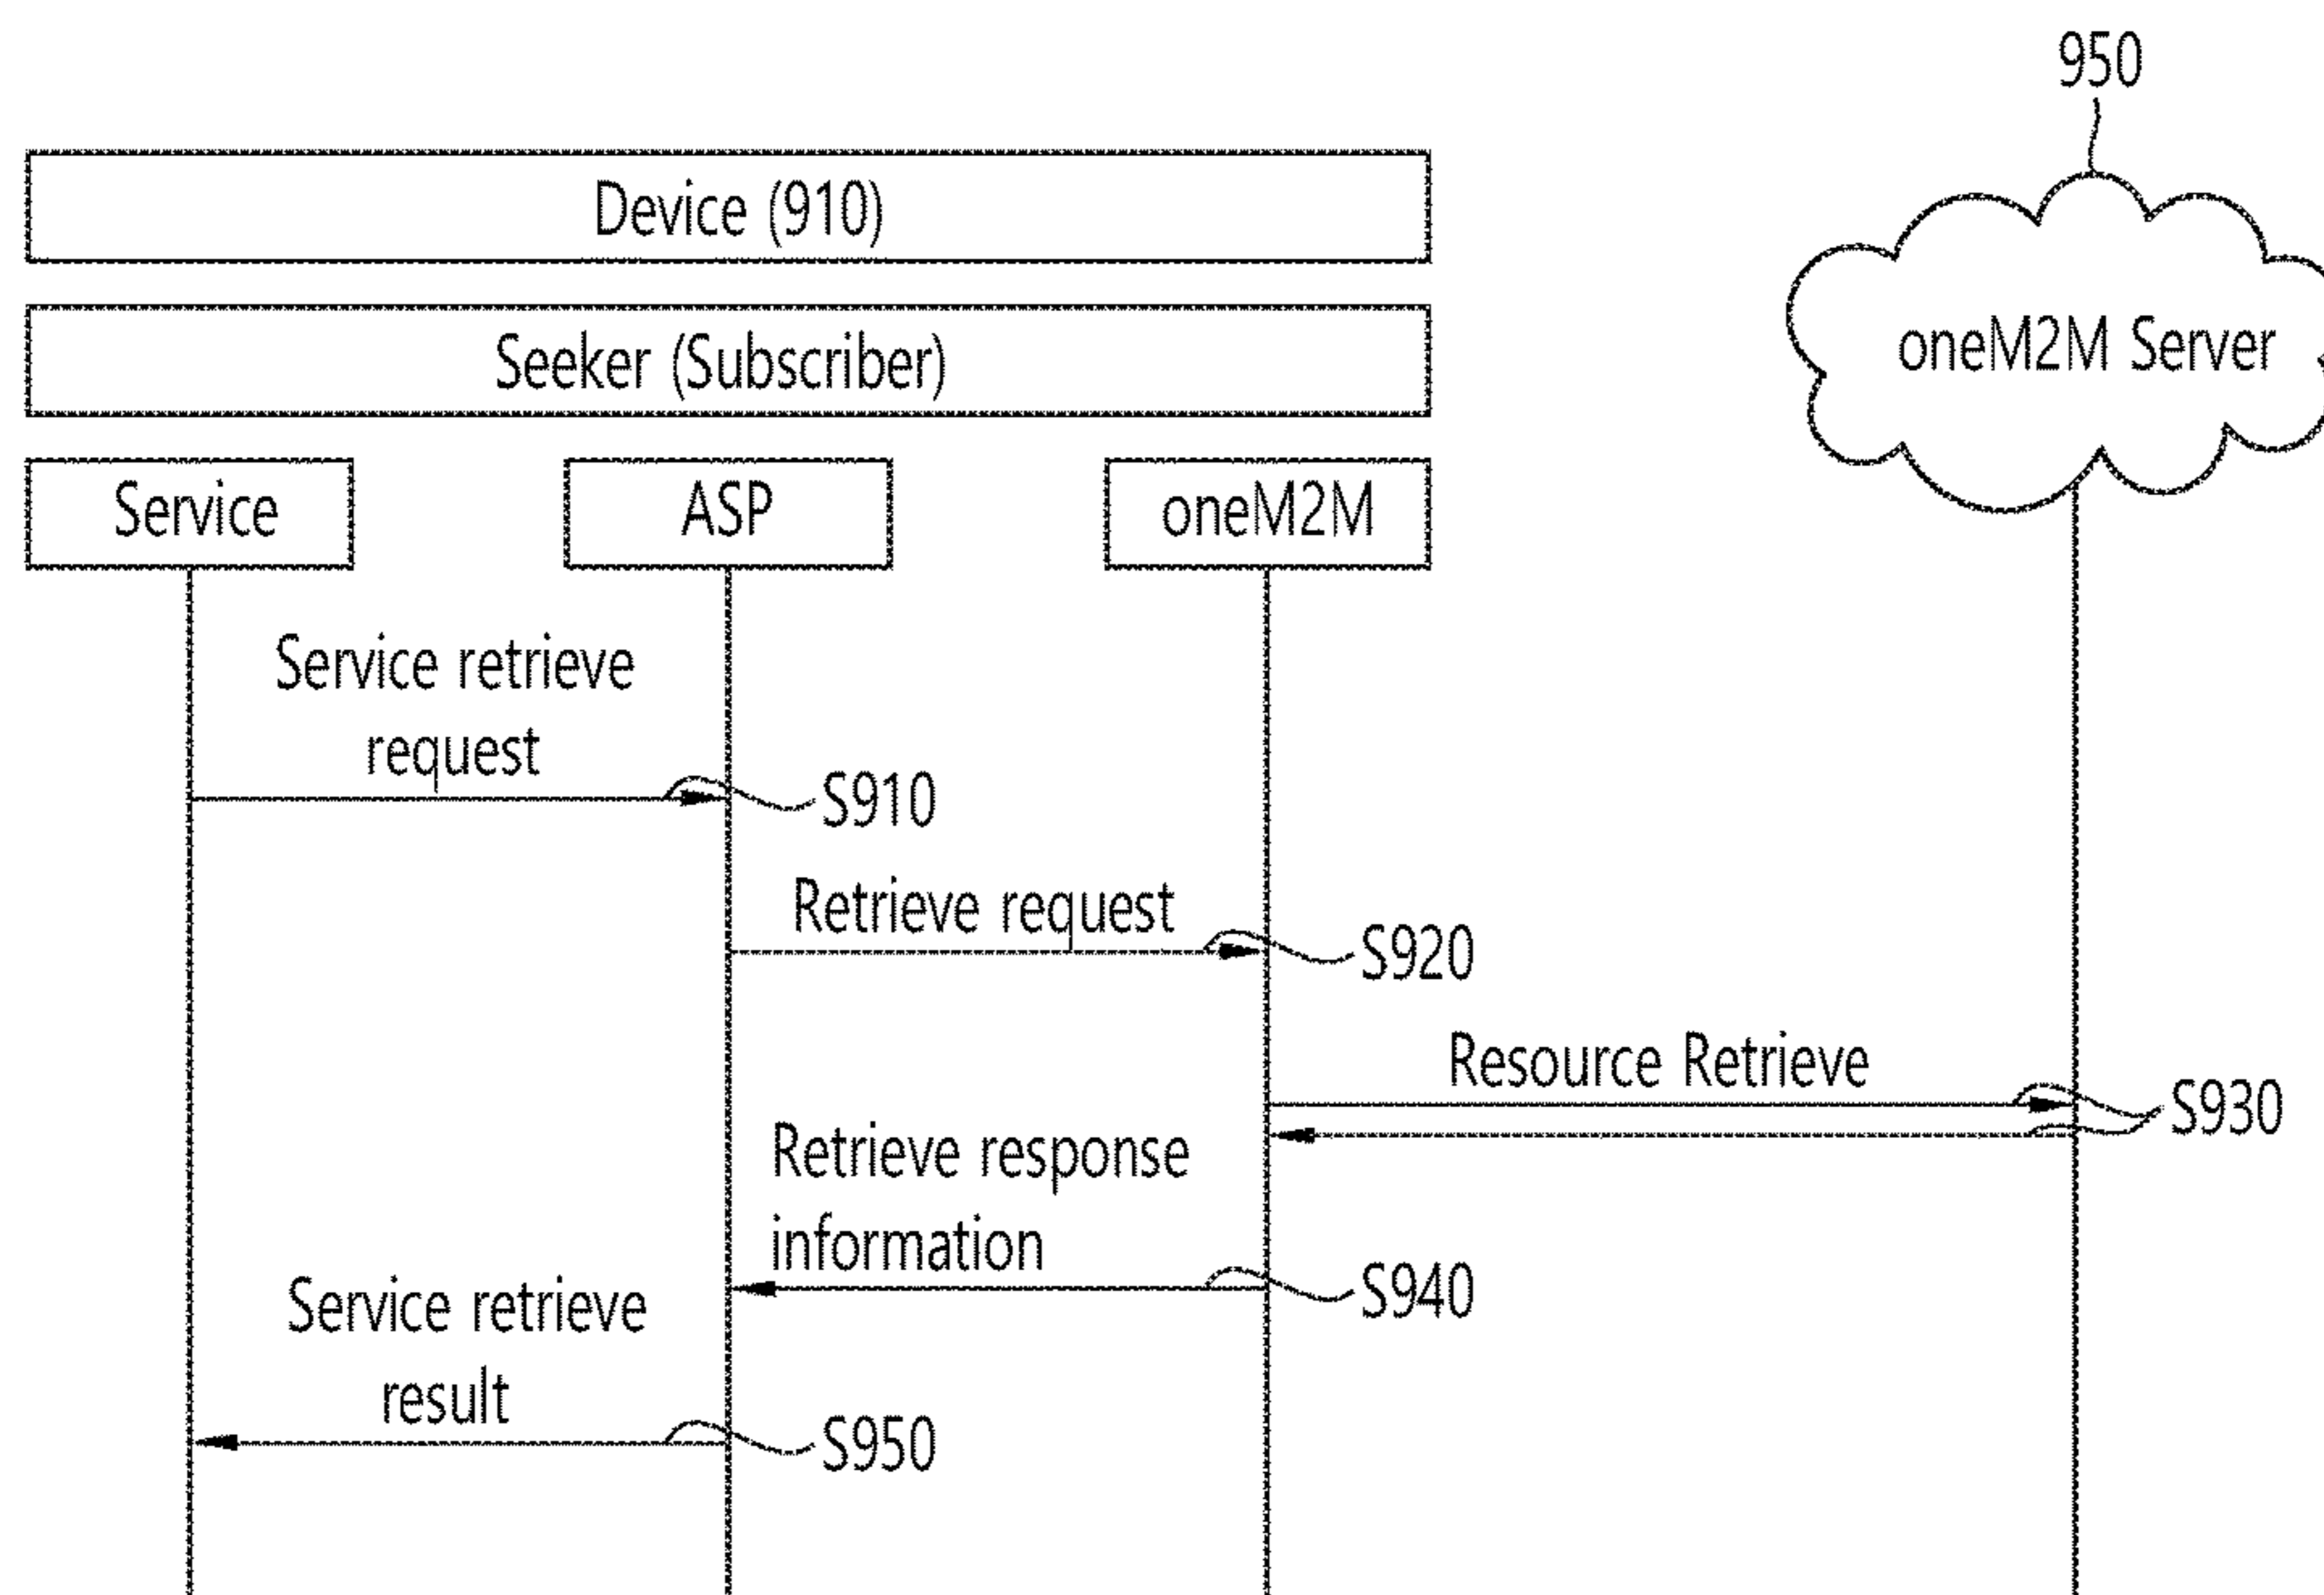 950
Device (910)
Seeker (Subscriber)
oneM2M Server
Service
ASP
oneM2M
Service retrieve
request
S910
Retrieve request
S920
Resource Retrieve
S930
Retrieve response
information
S940
Service retrieve
result
S950